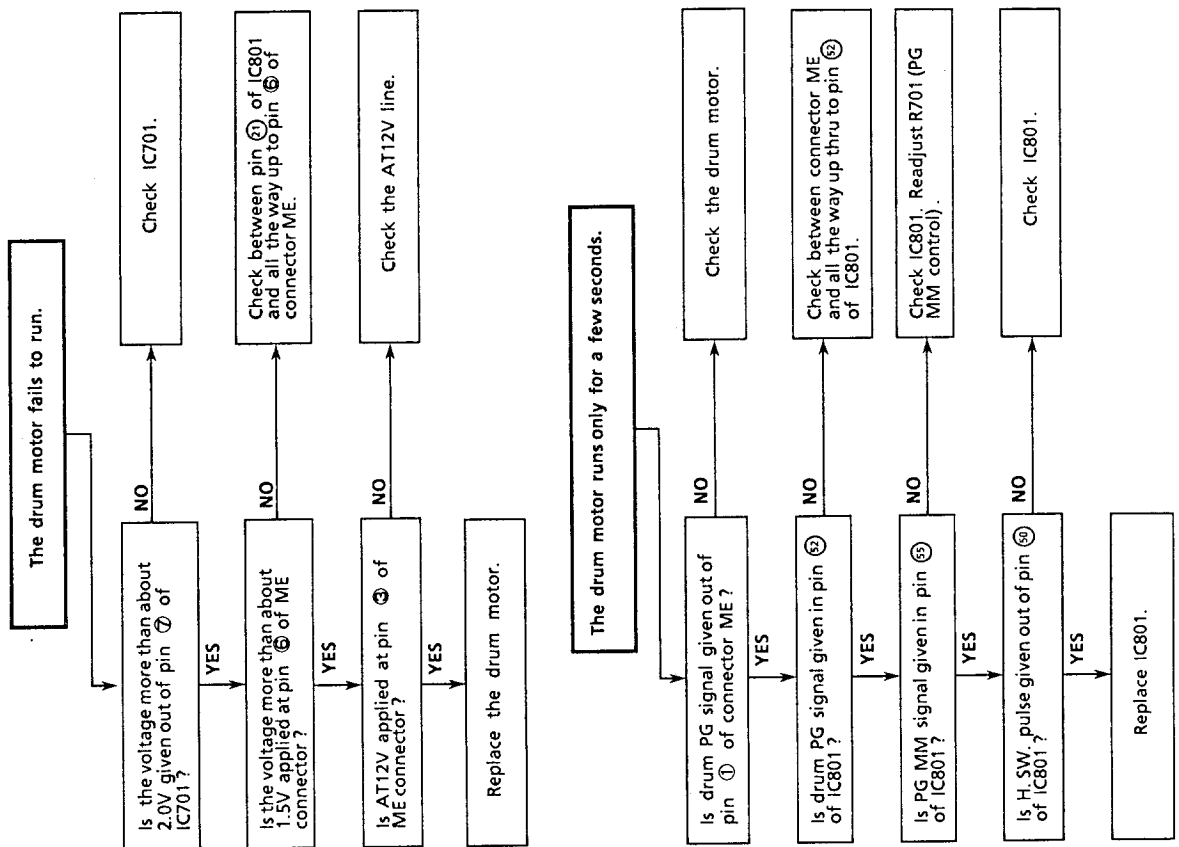 The drum motor fails to run.
Is the voltage more than about
2.0V given out of pin ⑦ of
IC701?
NO
Check IC701.
YES
Is the voltage more than about
1.5V applied at pin ⑥ of ME
connector?
NO
Check between pin ㉑ of IC801
and all the way up to pin ⑥ of
connector ME.
YES
Is AT12V applied at pin ③ of
ME connector?
NO
Check the AT12V line.
YES
Replace the drum motor.
The drum motor runs only for a few seconds.
Is drum PG signal given out of
pin ① of connector ME?
NO
Check the drum motor.
YES
Is drum PG signal given in pin 52
of IC801?
NO
Check between connector ME
and all the way up thru to pin 52
of IC801.
YES
Is PG MM signal given in pin 55
of IC801?
NO
Check IC801. Readjust R701 (PG
MM control).
YES
Is H. SW. pulse given out of pin 50
of IC801?
NO
Check IC801.
YES
Replace IC801.